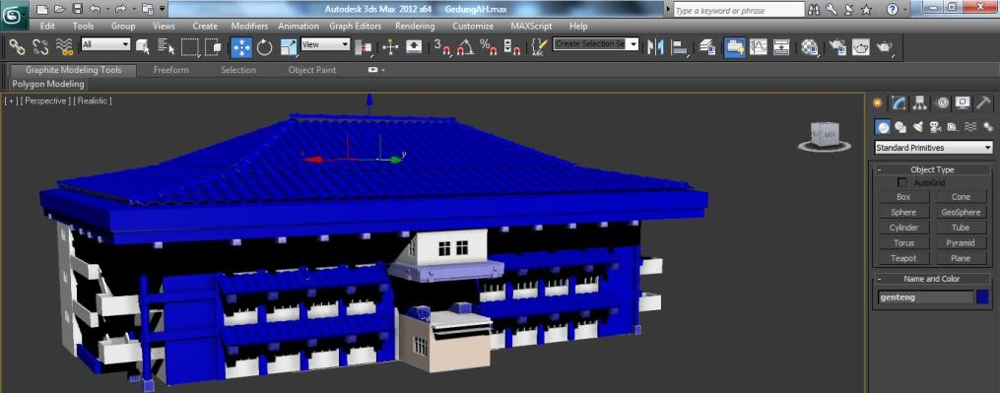 Autodesk 3ds Max 2012 x64 GedungAH.max
Type a keyword or phrase
Edit Tools Group Views Create Modifiers Animation Graph Editors Rendering Customize MAXScript Help
All View Create Selection Se
Graphite Modeling Tools Freeform Selection Object Paint
Polygon Modeling
[ + ] [ Perspective ] [ Realistic ]
x y
Standard Primitives
- Object Type
AutoGrid
Box Cone
Sphere GeoSphere
Cylinder Tube
Torus Pyramid
Teapot Plane
- Name and Color
genteng